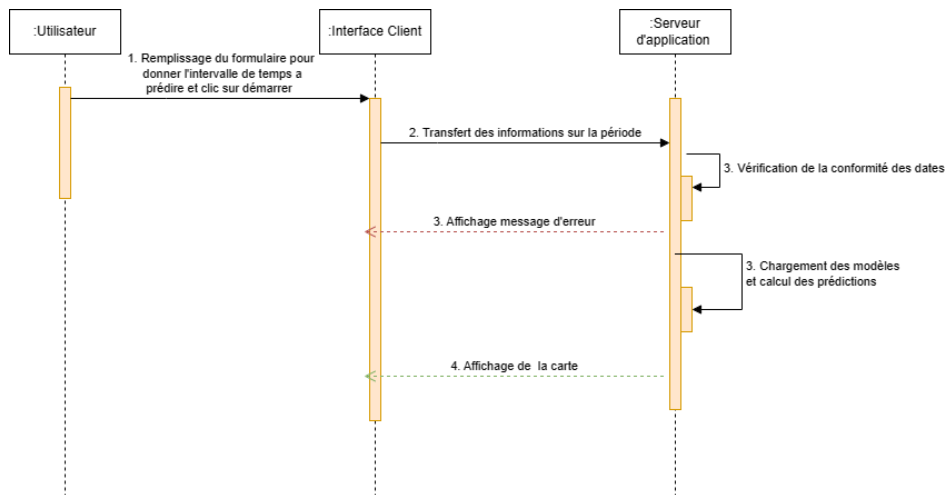 :Utilisateur
:Interface Client
:Serveur
d'application
1. Remplissage du formulaire pour
donner l'intervalle de temps a
prédire et clic sur démarrer
2. Transfert des informations sur la période
3. Vérification de la conformité des dates
3. Affichage message d'erreur
3. Chargement des modèles
et calcul des prédictions
4. Affichage de la carte